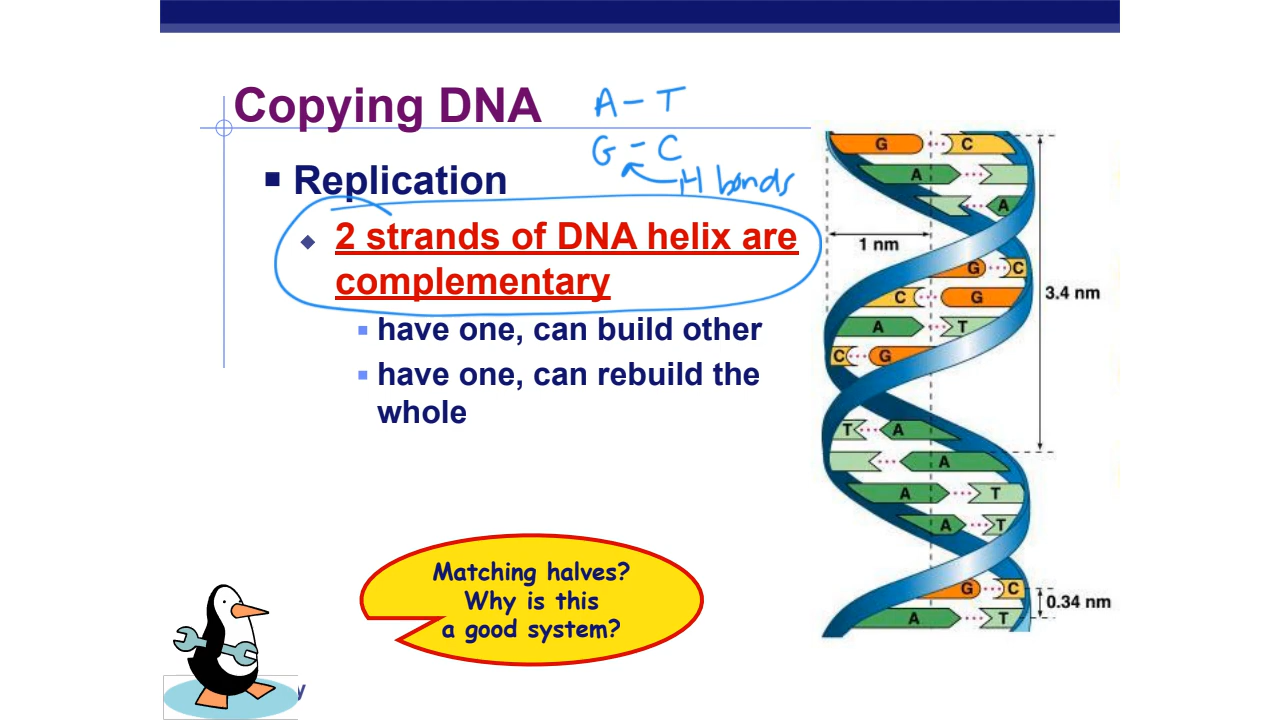 Copying DNA
A - T
G = C
H bonds
Replication
2 strands of DNA helix are
complementary
have one, can build other
have one, can rebuild the
whole
Matching halves?
Why is this
a good system?
y
G C
A
A
1 nm
G C
C G
3.4 nm
A T
C G
T A
A
A T
A T
G C
0.34 nm
A T